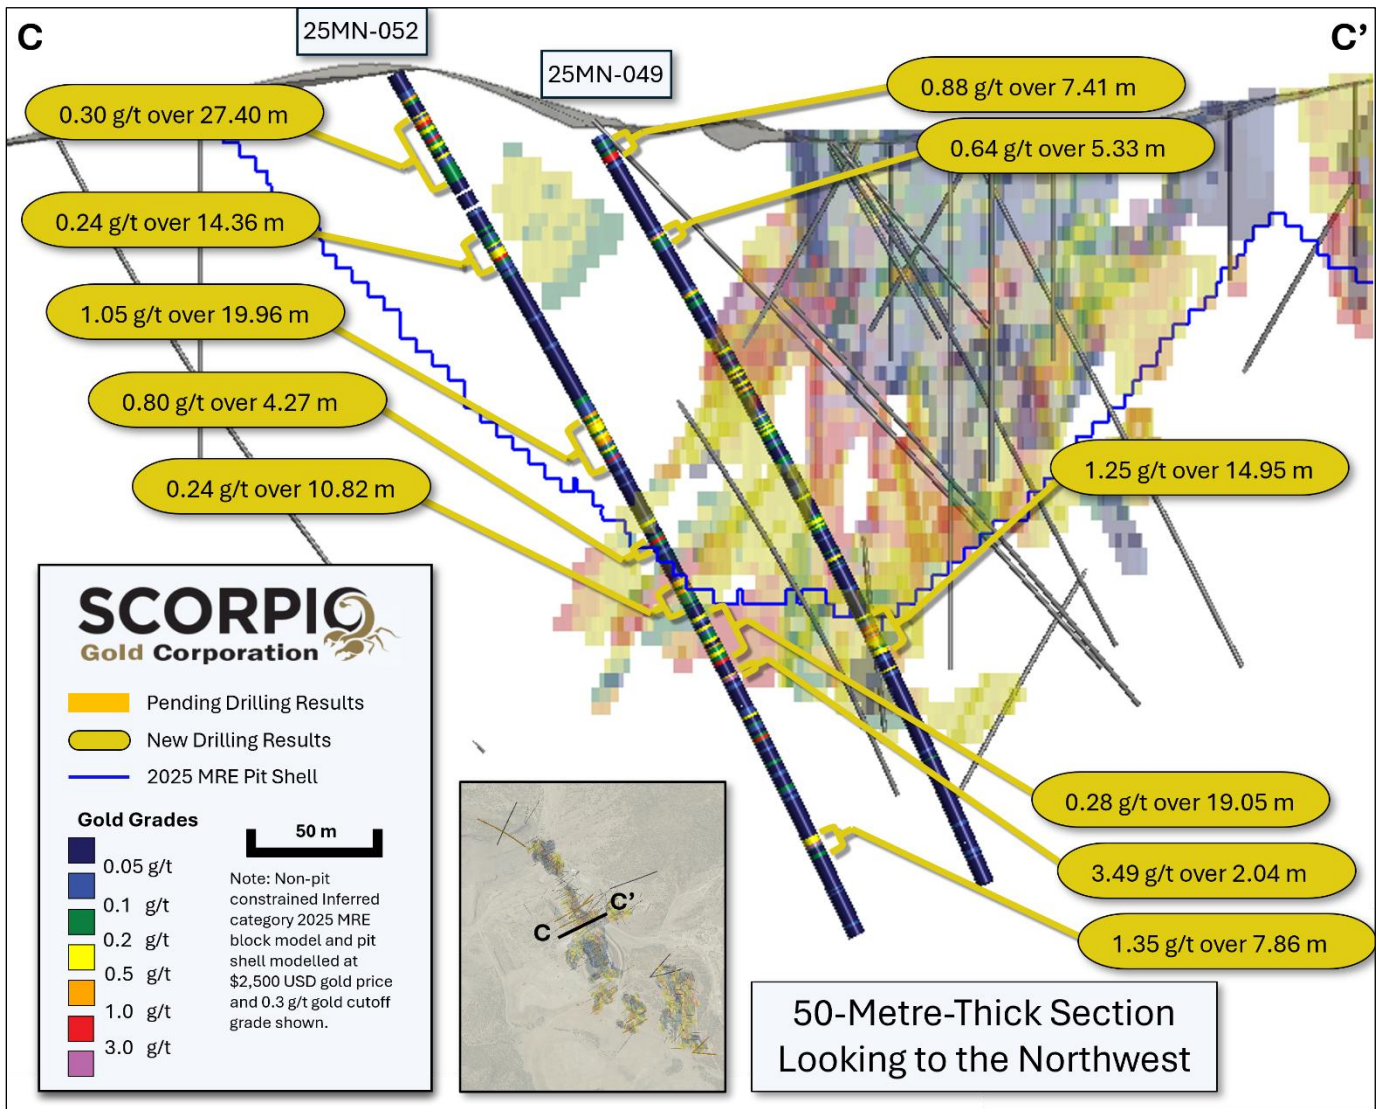 C
25MN-052
25MN-049
C’
0.30 g/t over 27.40 m
0.24 g/t over 14.36 m
1.05 g/t over 19.96 m
0.80 g/t over 4.27 m
0.24 g/t over 10.82 m
0.88 g/t over 7.41 m
0.64 g/t over 5.33 m
1.25 g/t over 14.95 m
0.28 g/t over 19.05 m
3.49 g/t over 2.04 m
1.35 g/t over 7.86 m
SCORPIO
Gold Corporation
Pending Drilling Results
New Drilling Results
2025 MRE Pit Shell
Gold Grades
0.05 g/t
0.1 g/t
0.2 g/t
0.5 g/t
1.0 g/t
3.0 g/t
50 m
Note: Non-pit
constrained Inferred
category 2025 MRE
block model and pit
shell modelled at
$2,500 USD gold price
and 0.3 g/t gold cutoff
grade shown.
C
C’
50-Metre-Thick Section
Looking to the Northwest